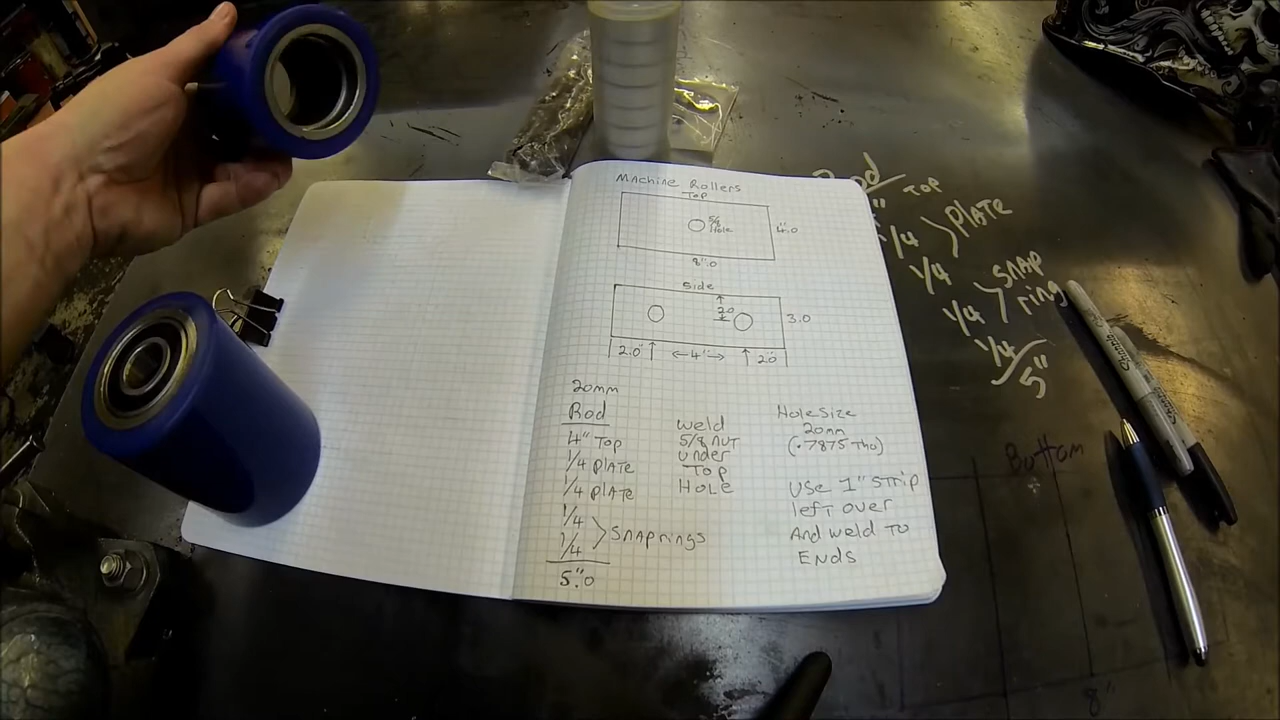 Machine Rollers
Top
5/8
Hole
4".0
8".0
Side
2.0
3.0
2.0"
4"
2.0"
20mm
Rod
4" Top
1/4 Plate
1/4 Plate
1/4
1/4
Snaprings
5".0
weld
5/8 nut
under
Top
Hole
Hole Size
20mm
(.7875 Tho)
Use 1" strip
left over
And weld to
Ends
Rod
Top
1/4
1/4
Plate
1/4
1/4
Snap
ring
5"
Bottom
8"
Sharpie